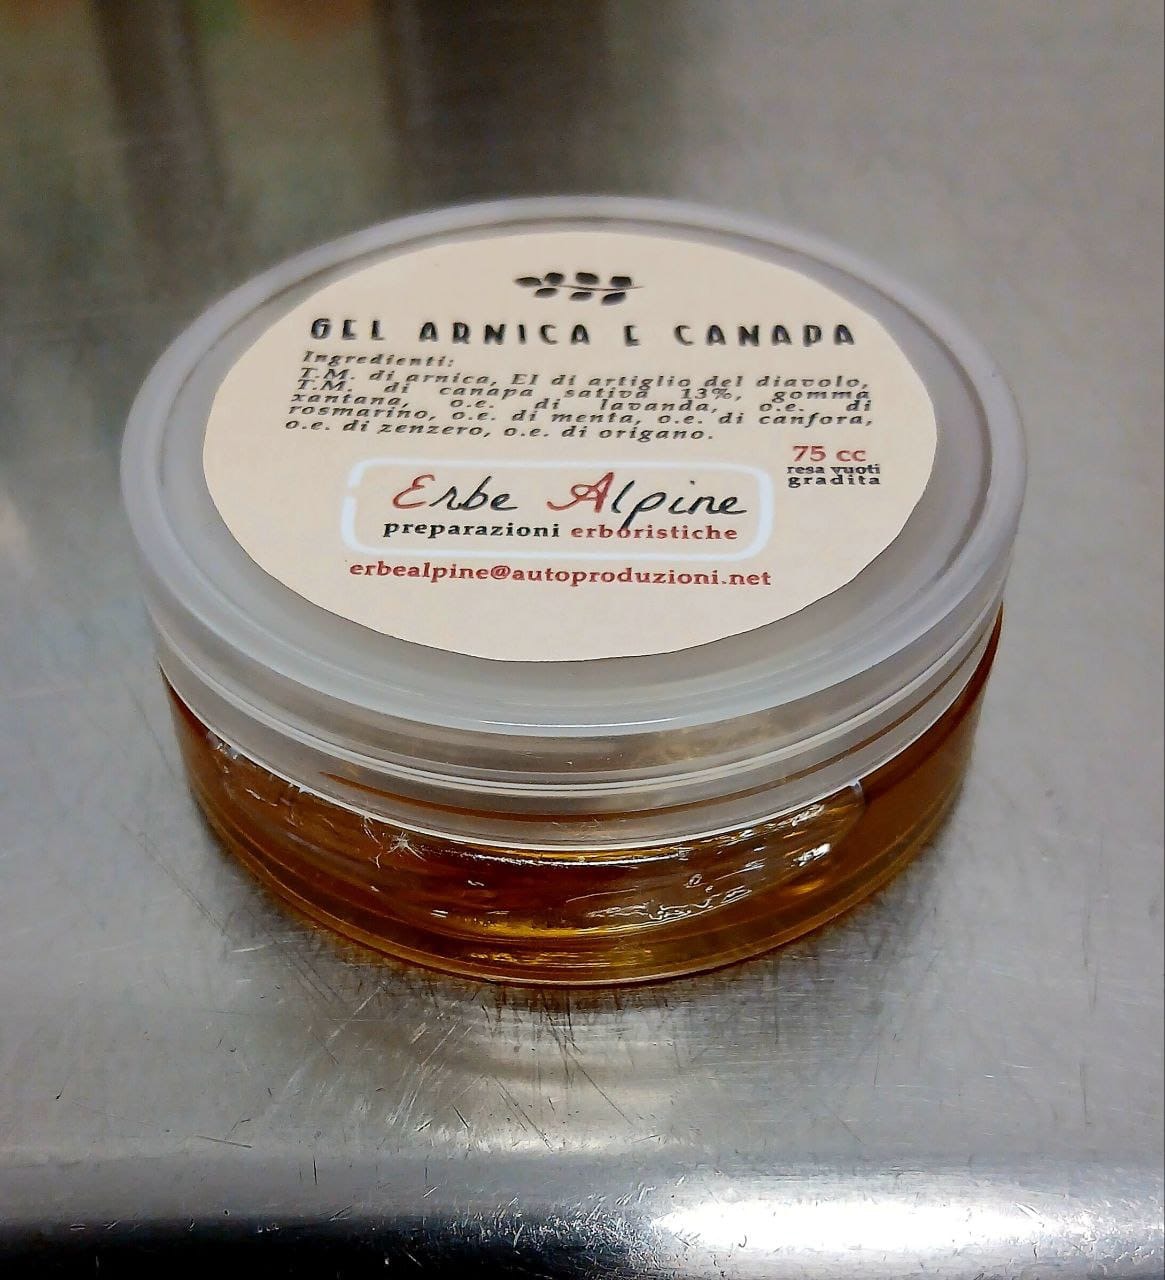 GEL ARNICA E CANAPA
Ingredienti:
T.M. di arnica, EI di artiglio del diavolo,
T.M. di canapa sativa 13%, gomma
xantana, o.e. di lavanda, o.e. di
rosmarino, o.e. di menta, o.e. di canfora,
o.e. di zenzero, o.e. di origano.
75 cc
resa vuoti
gradita
Erbe Alpine
preparazioni erboristiche
erbealpine@autoproduzioni.net